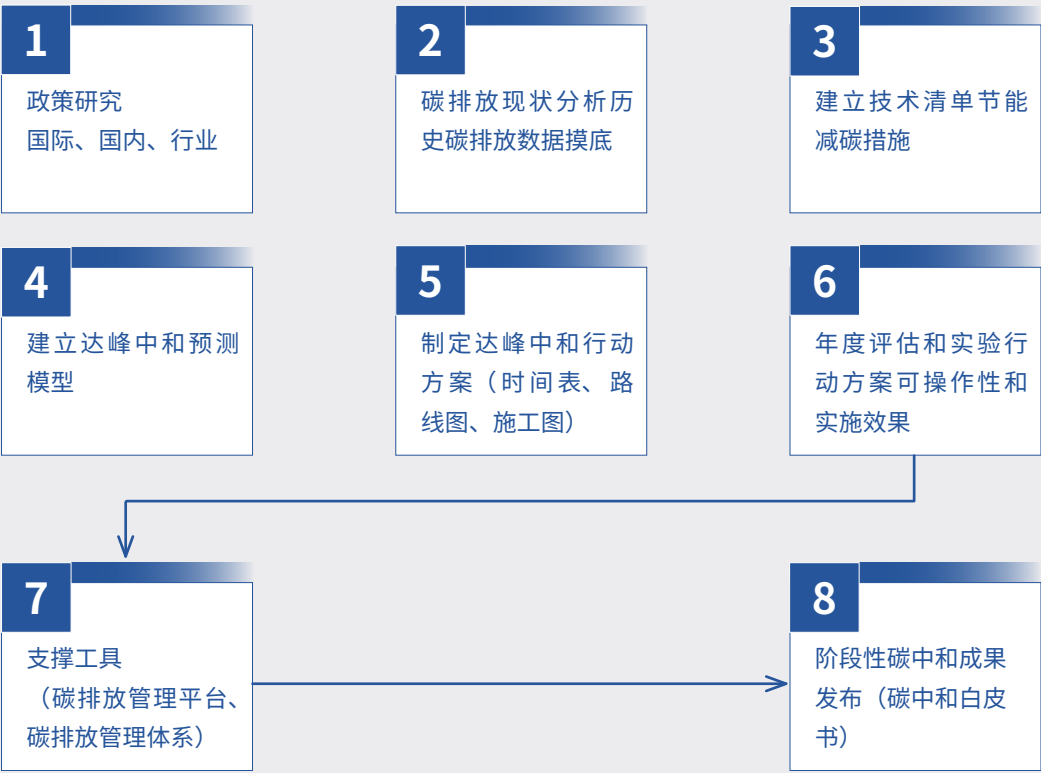 1
政策研究
国际、国内、行业
2
碳排放现状分析历
史碳排放数据摸底
3
建立技术清单节能
减碳措施
4
建立达峰中和预测
模型
5
制定达峰中和行动
方案（时间表、路
线图、施工图）
6
年度评估和实验行
动方案可操作性和
实施效果
7
支撑工具
（碳排放管理平台、
碳排放管理体系）
8
阶段性碳中和成果
发布（碳中和白皮
书）